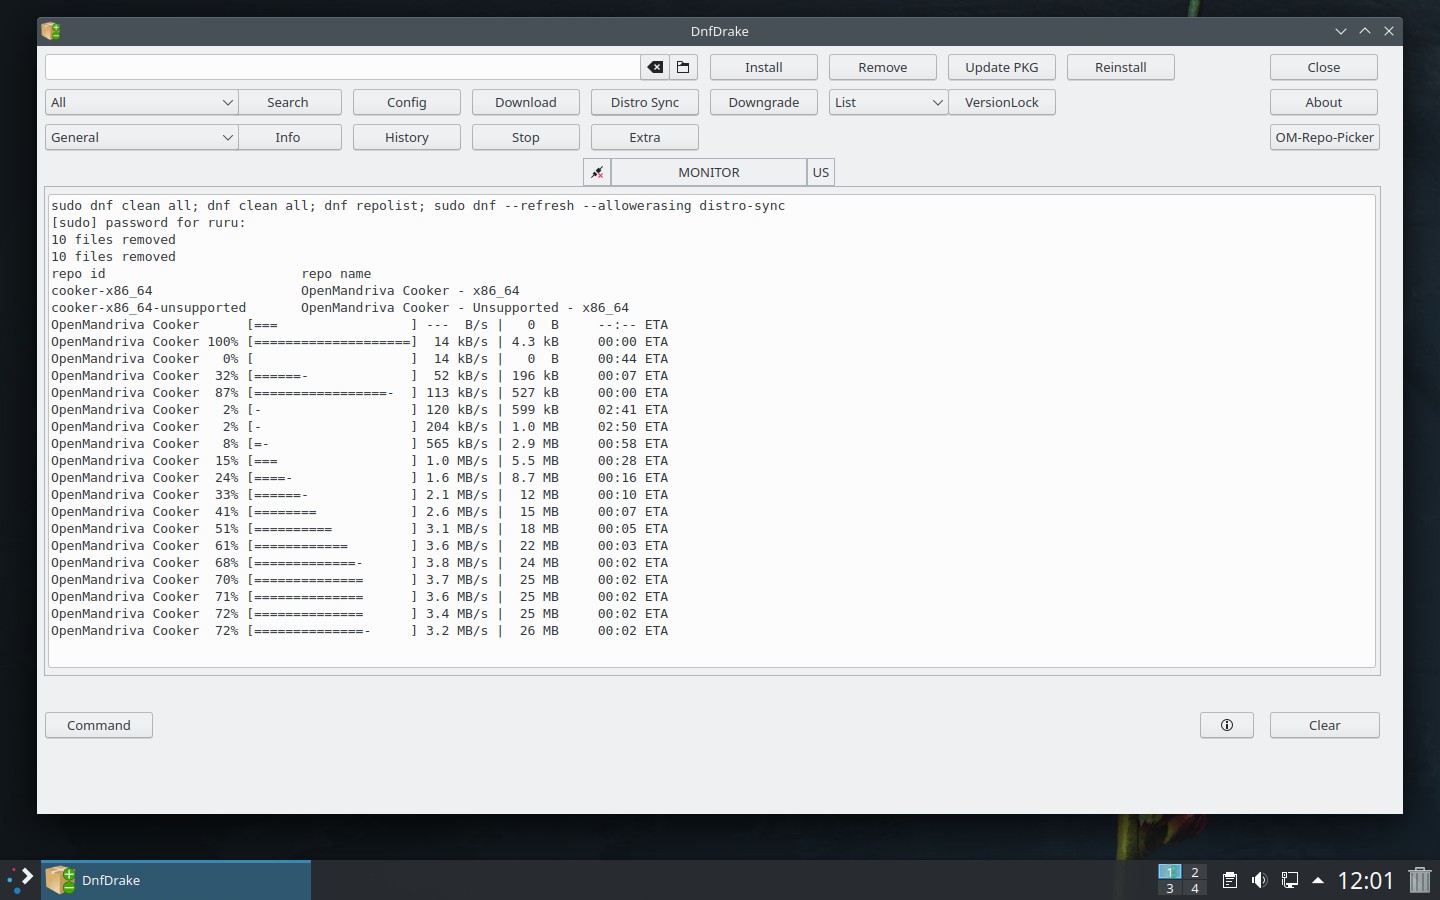 DnfDrake
Install Remove Update PKG Reinstall Close
All Search Config Download Distro Sync Downgrade List VersionLock About
General Info History Stop Extra OM-Repo-Picker
MONITOR US
sudo dnf clean all; dnf clean all; dnf repolist; sudo dnf --refresh --allowerasing distro-sync
[sudo] password for ruru:
10 files removed
10 files removed
repo id                         repo name
cooker-x86_64                   OpenMandriva Cooker - x86_64
cooker-x86_64-unsupported       OpenMandriva Cooker - Unsupported - x86_64
OpenMandriva Cooker      [===                 ] ---  B/s |   0  B     --:-- ETA
OpenMandriva Cooker 100% [====================]  14 kB/s | 4.3 kB     00:00 ETA
OpenMandriva Cooker   0% [                    ]  14 kB/s |   0  B     00:44 ETA
OpenMandriva Cooker  32% [======-             ]  52 kB/s | 196 kB     00:07 ETA
OpenMandriva Cooker  87% [=================-  ] 113 kB/s | 527 kB     00:00 ETA
OpenMandriva Cooker   2% [-                   ] 120 kB/s | 599 kB     02:41 ETA
OpenMandriva Cooker   2% [-                   ] 204 kB/s | 1.0 MB     02:50 ETA
OpenMandriva Cooker   8% [=-                  ] 565 kB/s | 2.9 MB     00:58 ETA
OpenMandriva Cooker  15% [===                 ] 1.0 MB/s | 5.5 MB     00:28 ETA
OpenMandriva Cooker  24% [====-               ] 1.6 MB/s | 8.7 MB     00:16 ETA
OpenMandriva Cooker  33% [======-             ] 2.1 MB/s |  12 MB     00:10 ETA
OpenMandriva Cooker  41% [========            ] 2.6 MB/s |  15 MB     00:07 ETA
OpenMandriva Cooker  51% [==========          ] 3.1 MB/s |  18 MB     00:05 ETA
OpenMandriva Cooker  61% [============        ] 3.6 MB/s |  22 MB     00:03 ETA
OpenMandriva Cooker  68% [=============-      ] 3.8 MB/s |  24 MB     00:02 ETA
OpenMandriva Cooker  70% [==============      ] 3.7 MB/s |  25 MB     00:02 ETA
OpenMandriva Cooker  71% [==============      ] 3.6 MB/s |  25 MB     00:02 ETA
OpenMandriva Cooker  72% [==============      ] 3.4 MB/s |  25 MB     00:02 ETA
OpenMandriva Cooker  72% [==============-     ] 3.2 MB/s |  26 MB     00:02 ETA
Command Clear
DnfDrake 1 2 12:01
3 4